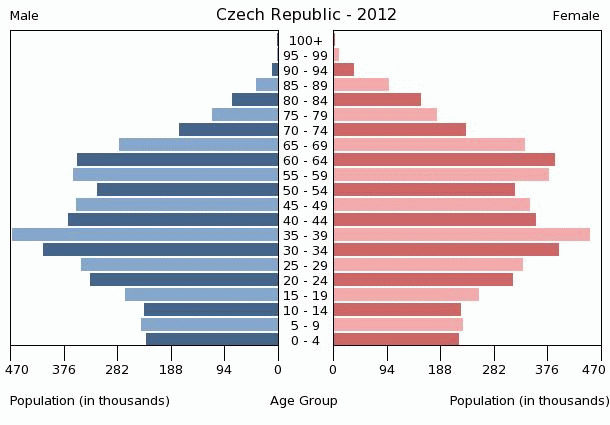 Czech Republic - 2012
Male
Female
100+
95 - 99
90 - 94
85 - 89
80 - 84
75 - 79
70 - 74
65 - 69
60 - 64
55 - 59
50 - 54
45 - 49
40 - 44
35 - 39
30 - 34
25 - 29
20 - 24
15 - 19
10 - 14
5 - 9
0 - 4
470 376 282 188 94 0 0 94 188 282 376 470
Population (in thousands) Age Group Population (in thousands)